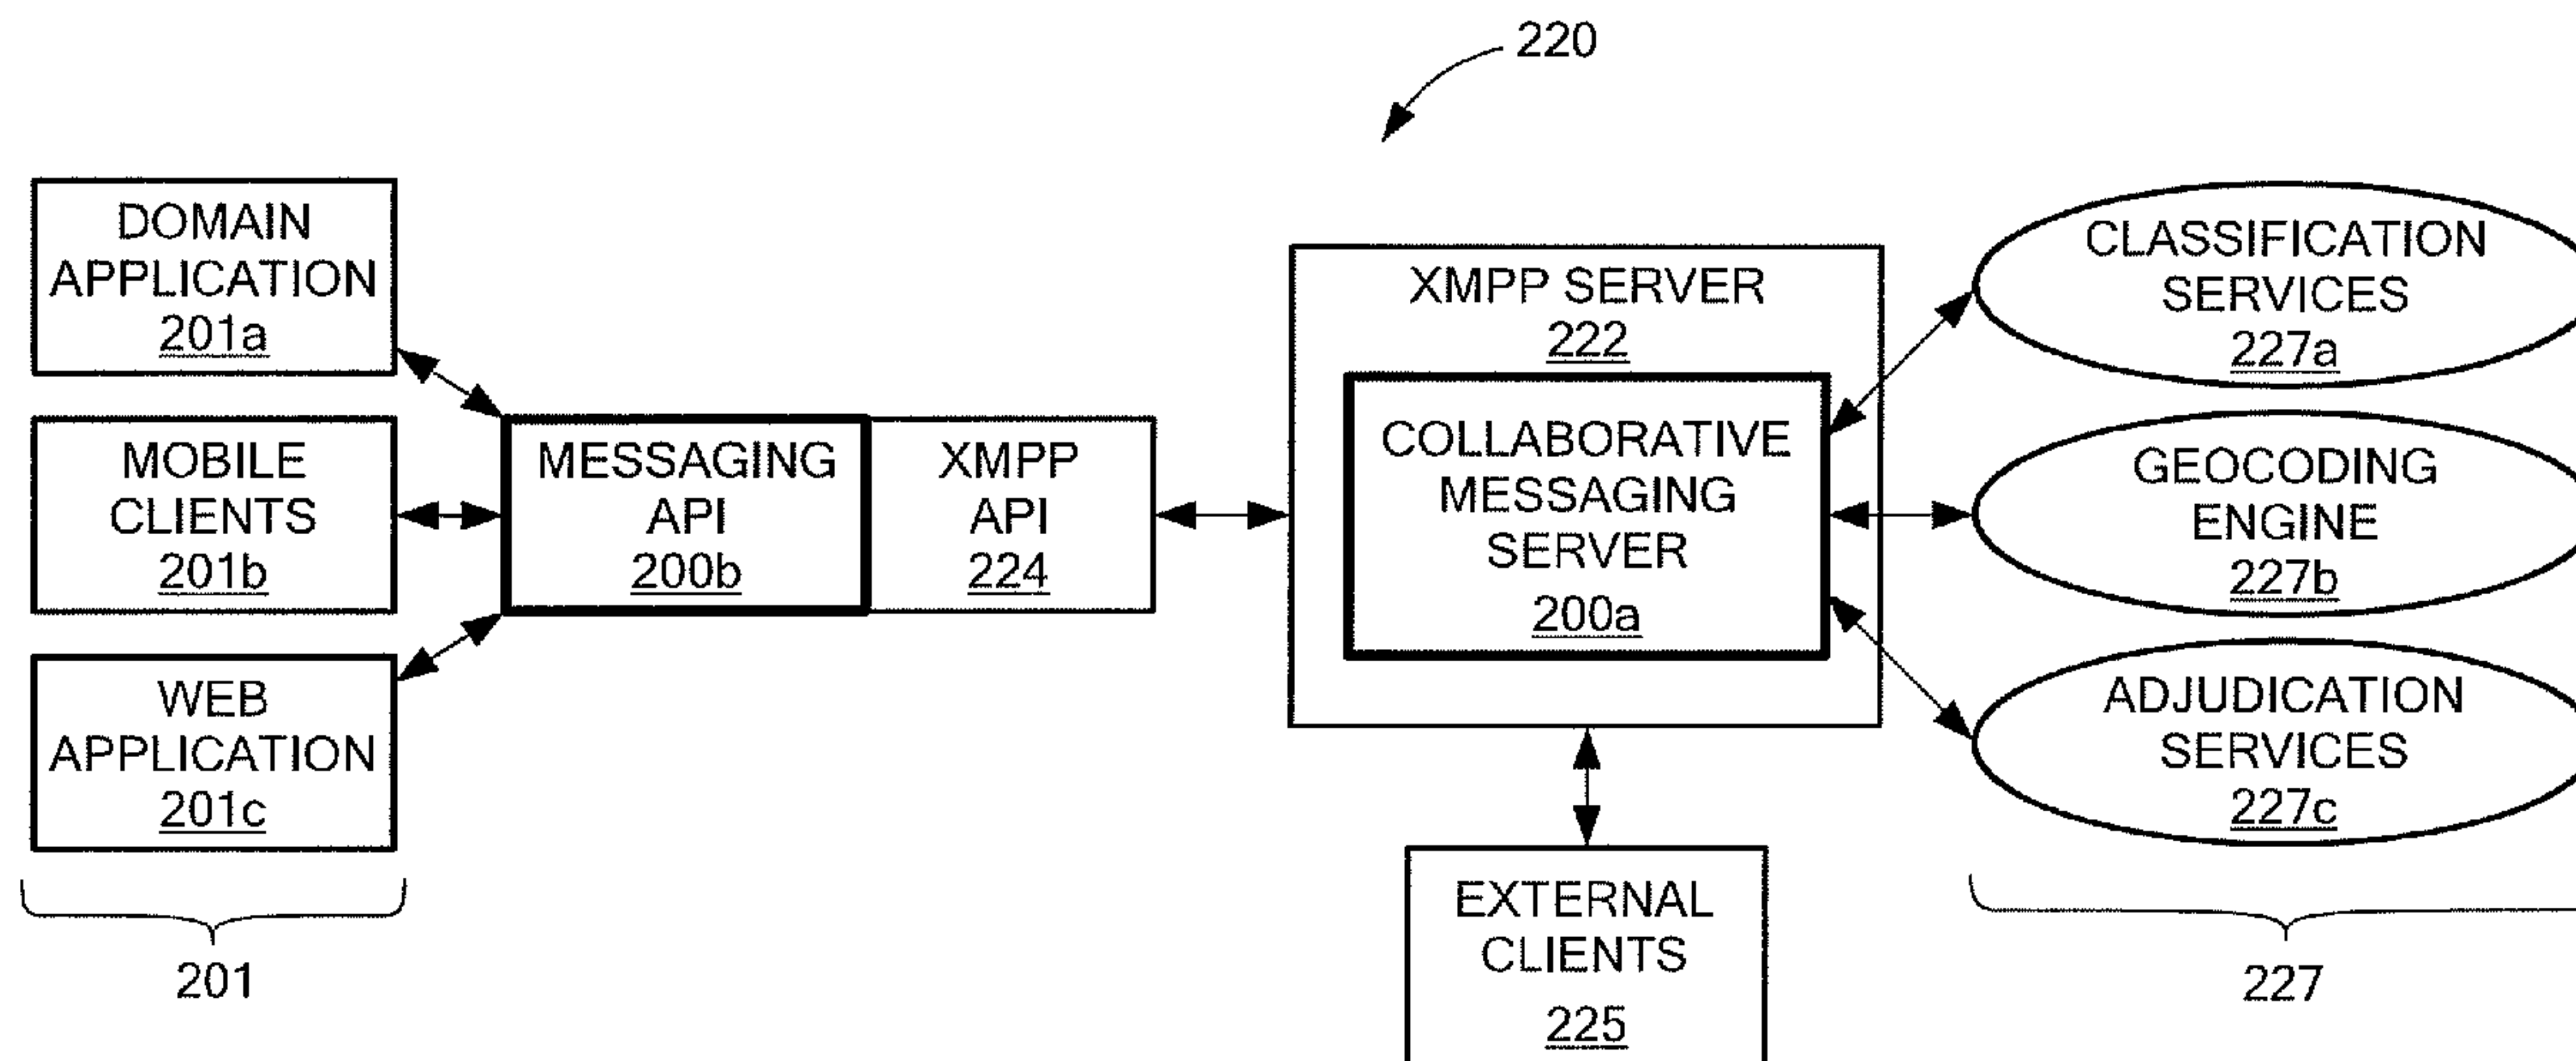 220
DOMAIN
APPLICATION
201a
MOBILE
CLIENTS
201b
WEB
APPLICATION
201c
201
MESSAGING
API
200b
XMPP
API
224
XMPP SERVER
222
COLLABORATIVE
MESSAGING
SERVER
200a
EXTERNAL
CLIENTS
225
CLASSIFICATION
SERVICES
227a
GEOCODING
ENGINE
227b
ADJUDICATION
SERVICES
227c
227